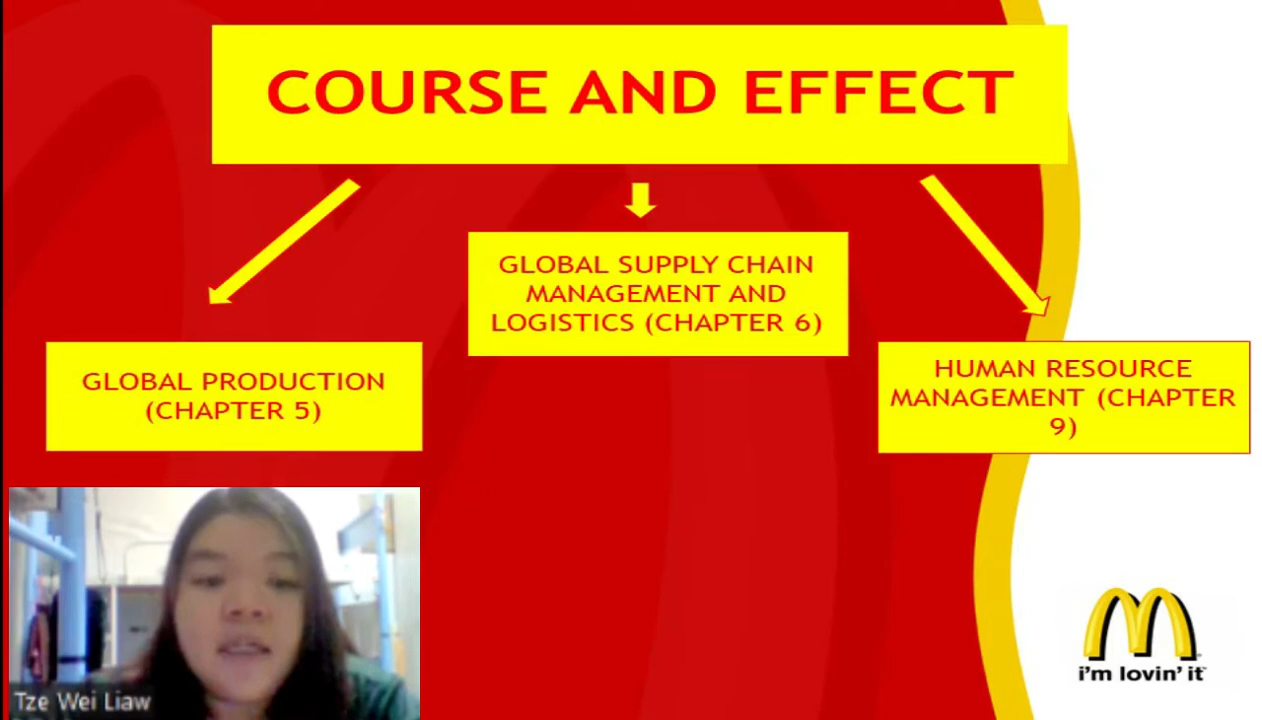 COURSE AND EFFECT
GLOBAL SUPPLY CHAIN
MANAGEMENT AND
LOGISTICS (CHAPTER 6)
GLOBAL PRODUCTION
(CHAPTER 5)
HUMAN RESOURCE
MANAGEMENT (CHAPTER
9)
Tze Wei Liaw
i'm lovin' it